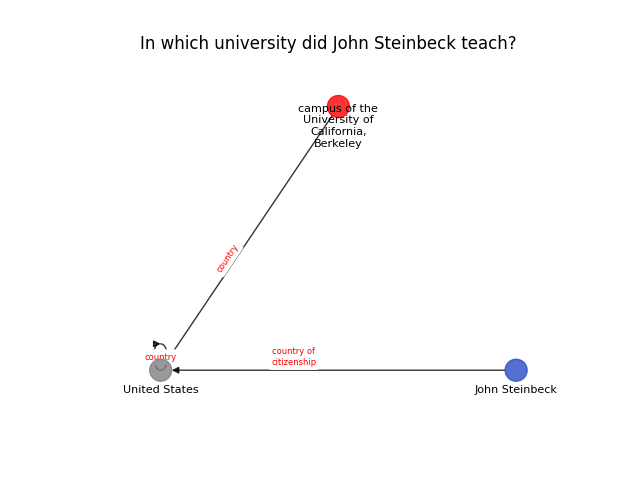 In which university did John Steinbeck teach?
campus of the
University of
California,
Berkeley
country
country
country of
citizenship
United States
John Steinbeck